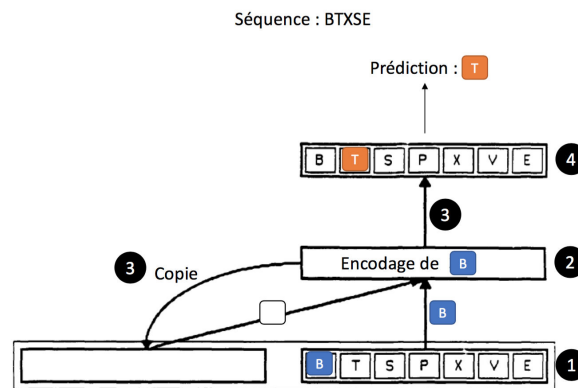 Séquence : BTXSE
Prédiction : T
B T S P X V E 4
3
3 Copie
Encodage de B 2
B
B T S P X V E 1